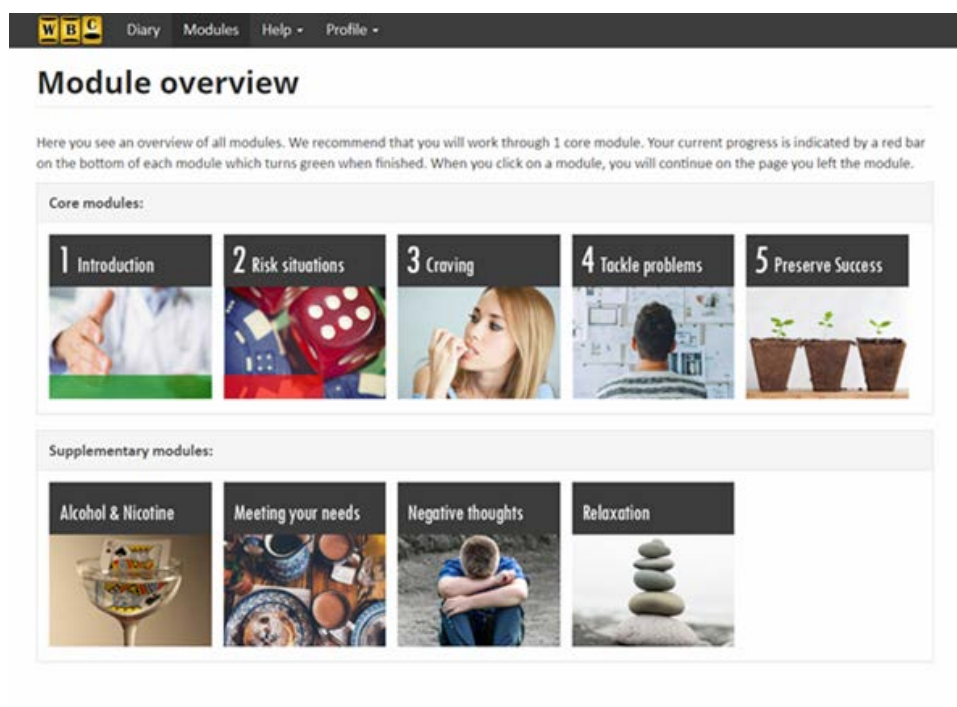 WBC Diary Modules Help Profile
Module overview
Here you see an overview of all modules. We recommend that you will work through 1 core module. Your current progress is indicated by a red bar
on the bottom of each module which turns green when finished. When you click on a module, you will continue on the page you left the module.
Core modules:
1 Introduction 2 Risk situations 3 Craving 4 Tackle problems 5 Preserve Success
Supplementary modules:
Alcohol & Nicotine Meeting your needs Negative thoughts Relaxation